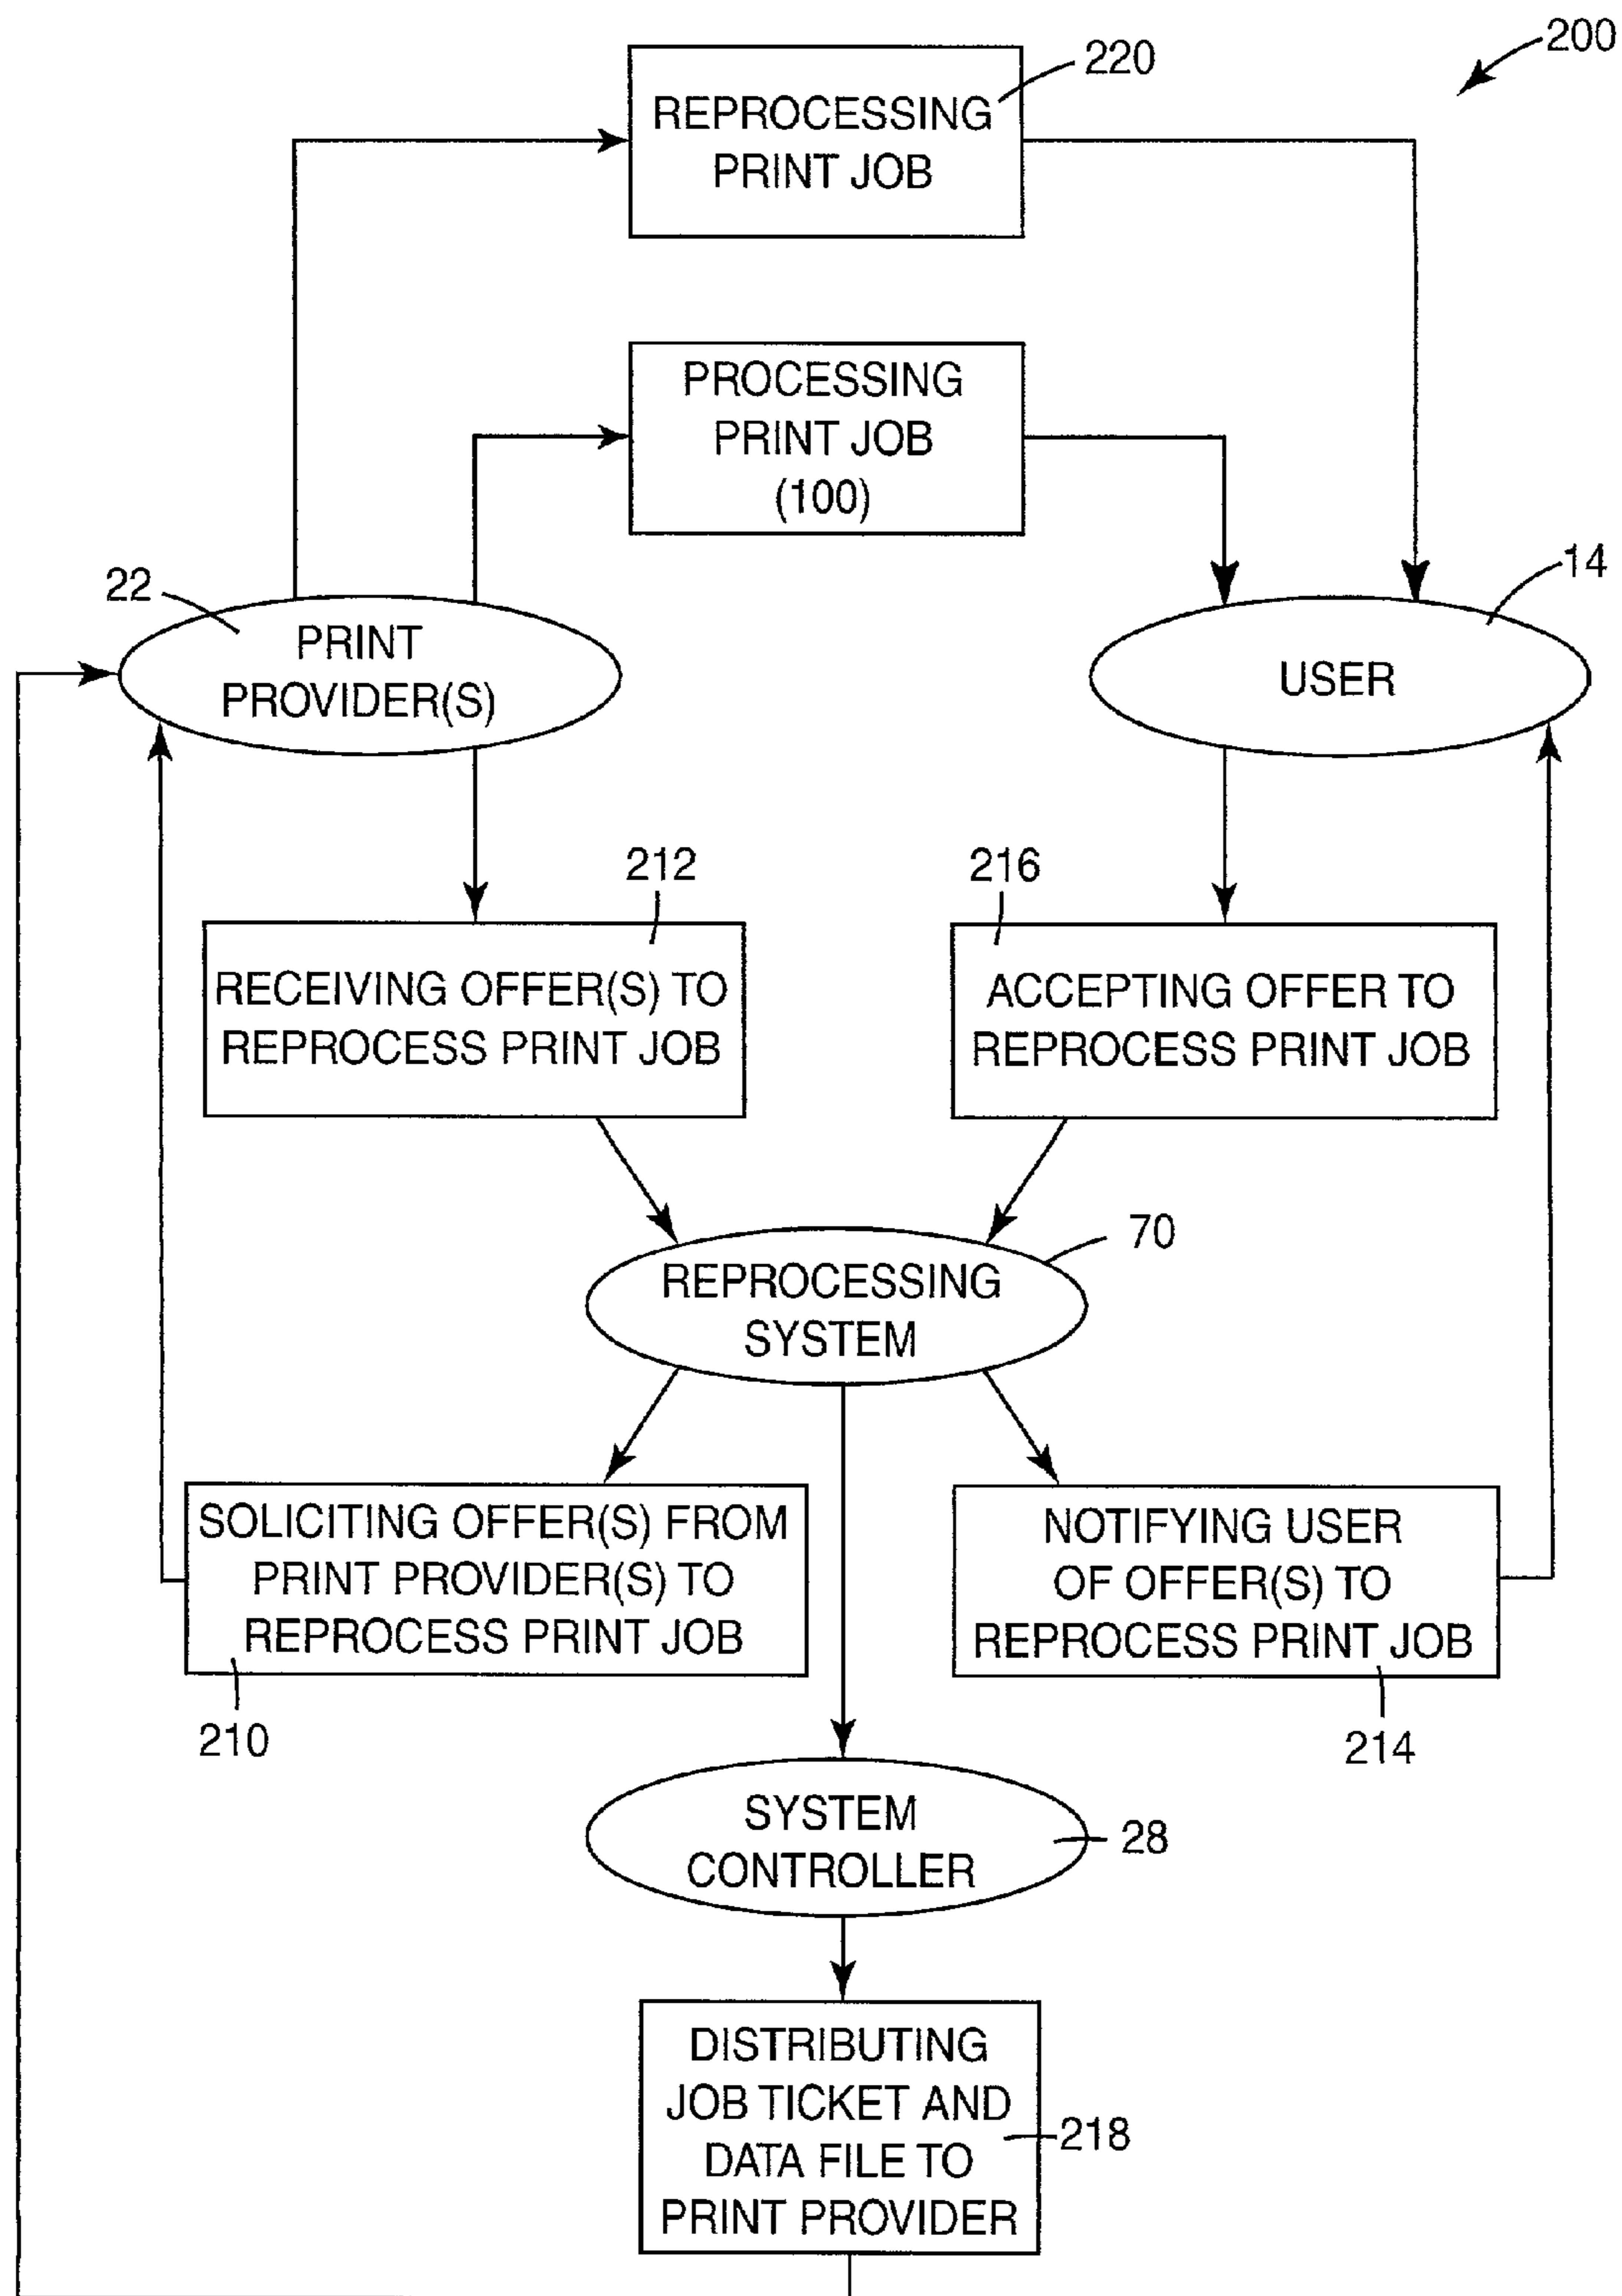 200
220
REPROCESSING
PRINT JOB
PROCESSING
PRINT JOB
(100)
22
PRINT
PROVIDER(S)
14
USER
212
RECEIVING OFFER(S) TO
REPROCESS PRINT JOB
216
ACCEPTING OFFER TO
REPROCESS PRINT JOB
70
REPROCESSING
SYSTEM
SOLICITING OFFER(S) FROM
PRINT PROVIDER(S) TO
REPROCESS PRINT JOB
210
NOTIFYING USER
OF OFFER(S) TO
REPROCESS PRINT JOB
214
SYSTEM
CONTROLLER
28
DISTRIBUTING
JOB TICKET AND
DATA FILE TO
PRINT PROVIDER
218